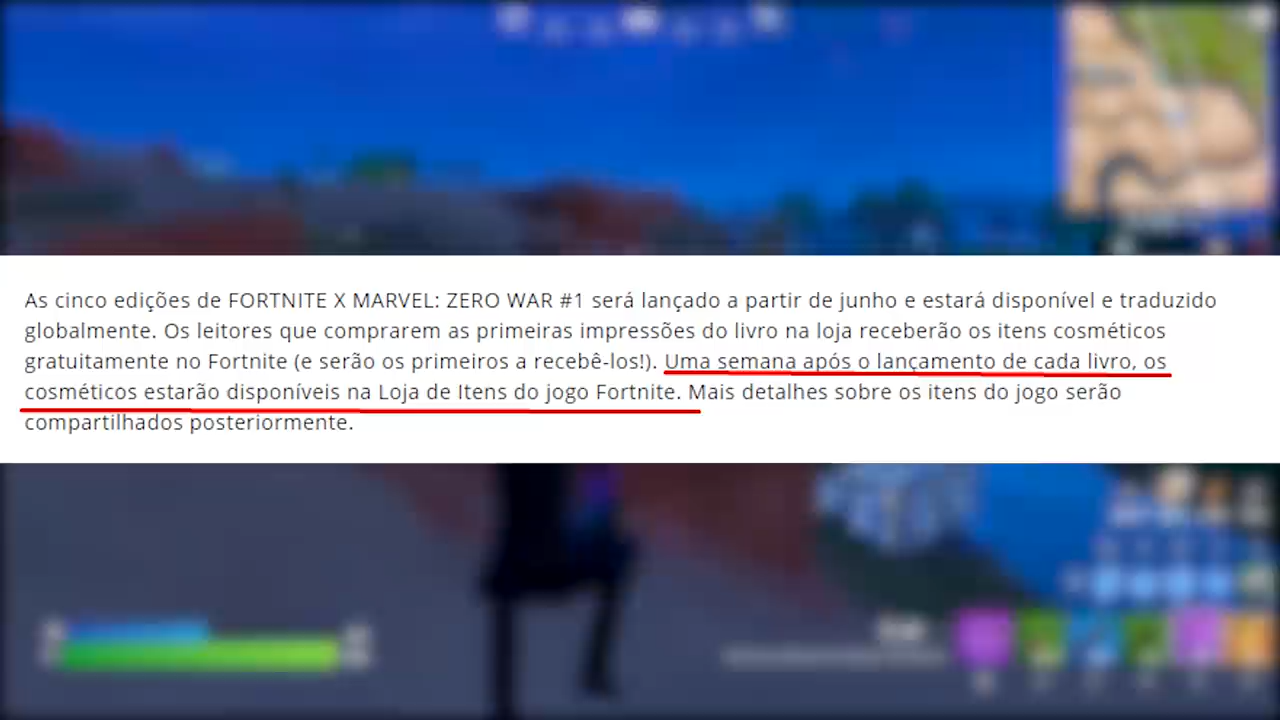 As cinco edições de FORTNITE X MARVEL: ZERO WAR #1 será lançado a partir de junho e estará disponível e traduzido
globalmente. Os leitores que comprarem as primeiras impressões do livro na loja receberão os itens cosméticos
gratuitamente no Fortnite (e serão os primeiros a recebê-los!). Uma semana após o lançamento de cada livro, os
cosméticos estarão disponíveis na Loja de Itens do jogo Fortnite. Mais detalhes sobre os itens do jogo serão
compartilhados posteriormente.